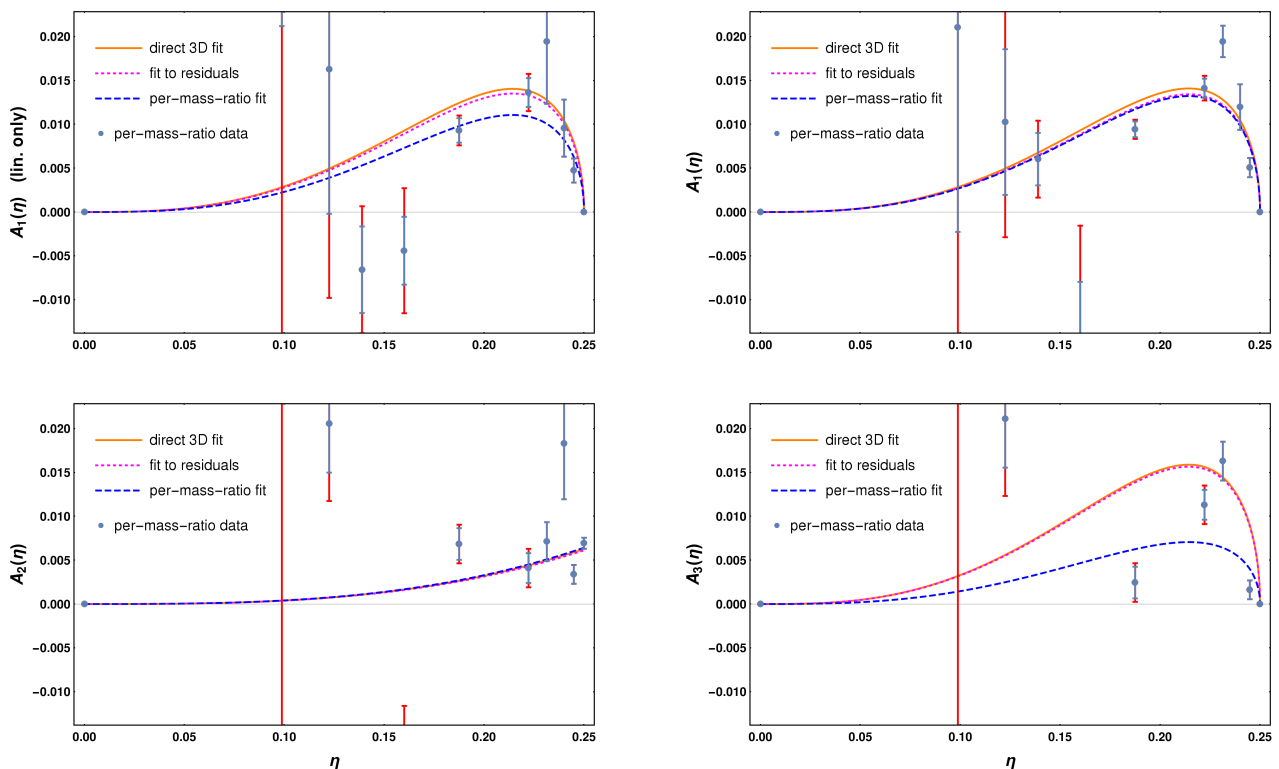 0.020
0.015
0.010
0.005
0.000
−0.005
−0.010
A1(η) (lin. only)
direct 3D fit
fit to residuals
per−mass−ratio fit
per−mass−ratio data
0.00 0.05 0.10 0.15 0.20 0.25
0.020
0.015
0.010
0.005
0.000
−0.005
−0.010
A1(η)
direct 3D fit
fit to residuals
per−mass−ratio fit
per−mass−ratio data
0.00 0.05 0.10 0.15 0.20 0.25
0.020
0.015
0.010
0.005
0.000
−0.005
−0.010
A2(η)
direct 3D fit
fit to residuals
per−mass−ratio fit
per−mass−ratio data
0.00 0.05 0.10 0.15 0.20 0.25
η
0.020
0.015
0.010
0.005
0.000
−0.005
−0.010
A3(η)
direct 3D fit
fit to residuals
per−mass−ratio fit
per−mass−ratio data
0.00 0.05 0.10 0.15 0.20 0.25
η